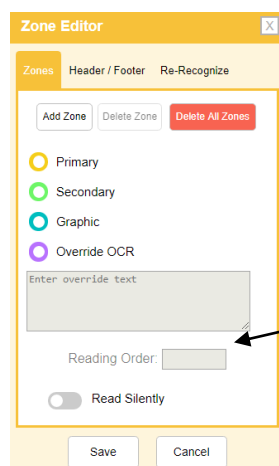 Zone Editor X
Zones Header / Footer Re-Recognize
Add Zone Delete Zone Delete All Zones
Primary
Secondary
Graphic
Override OCR
Enter override text
Reading Order:
Read Silently
Save Cancel